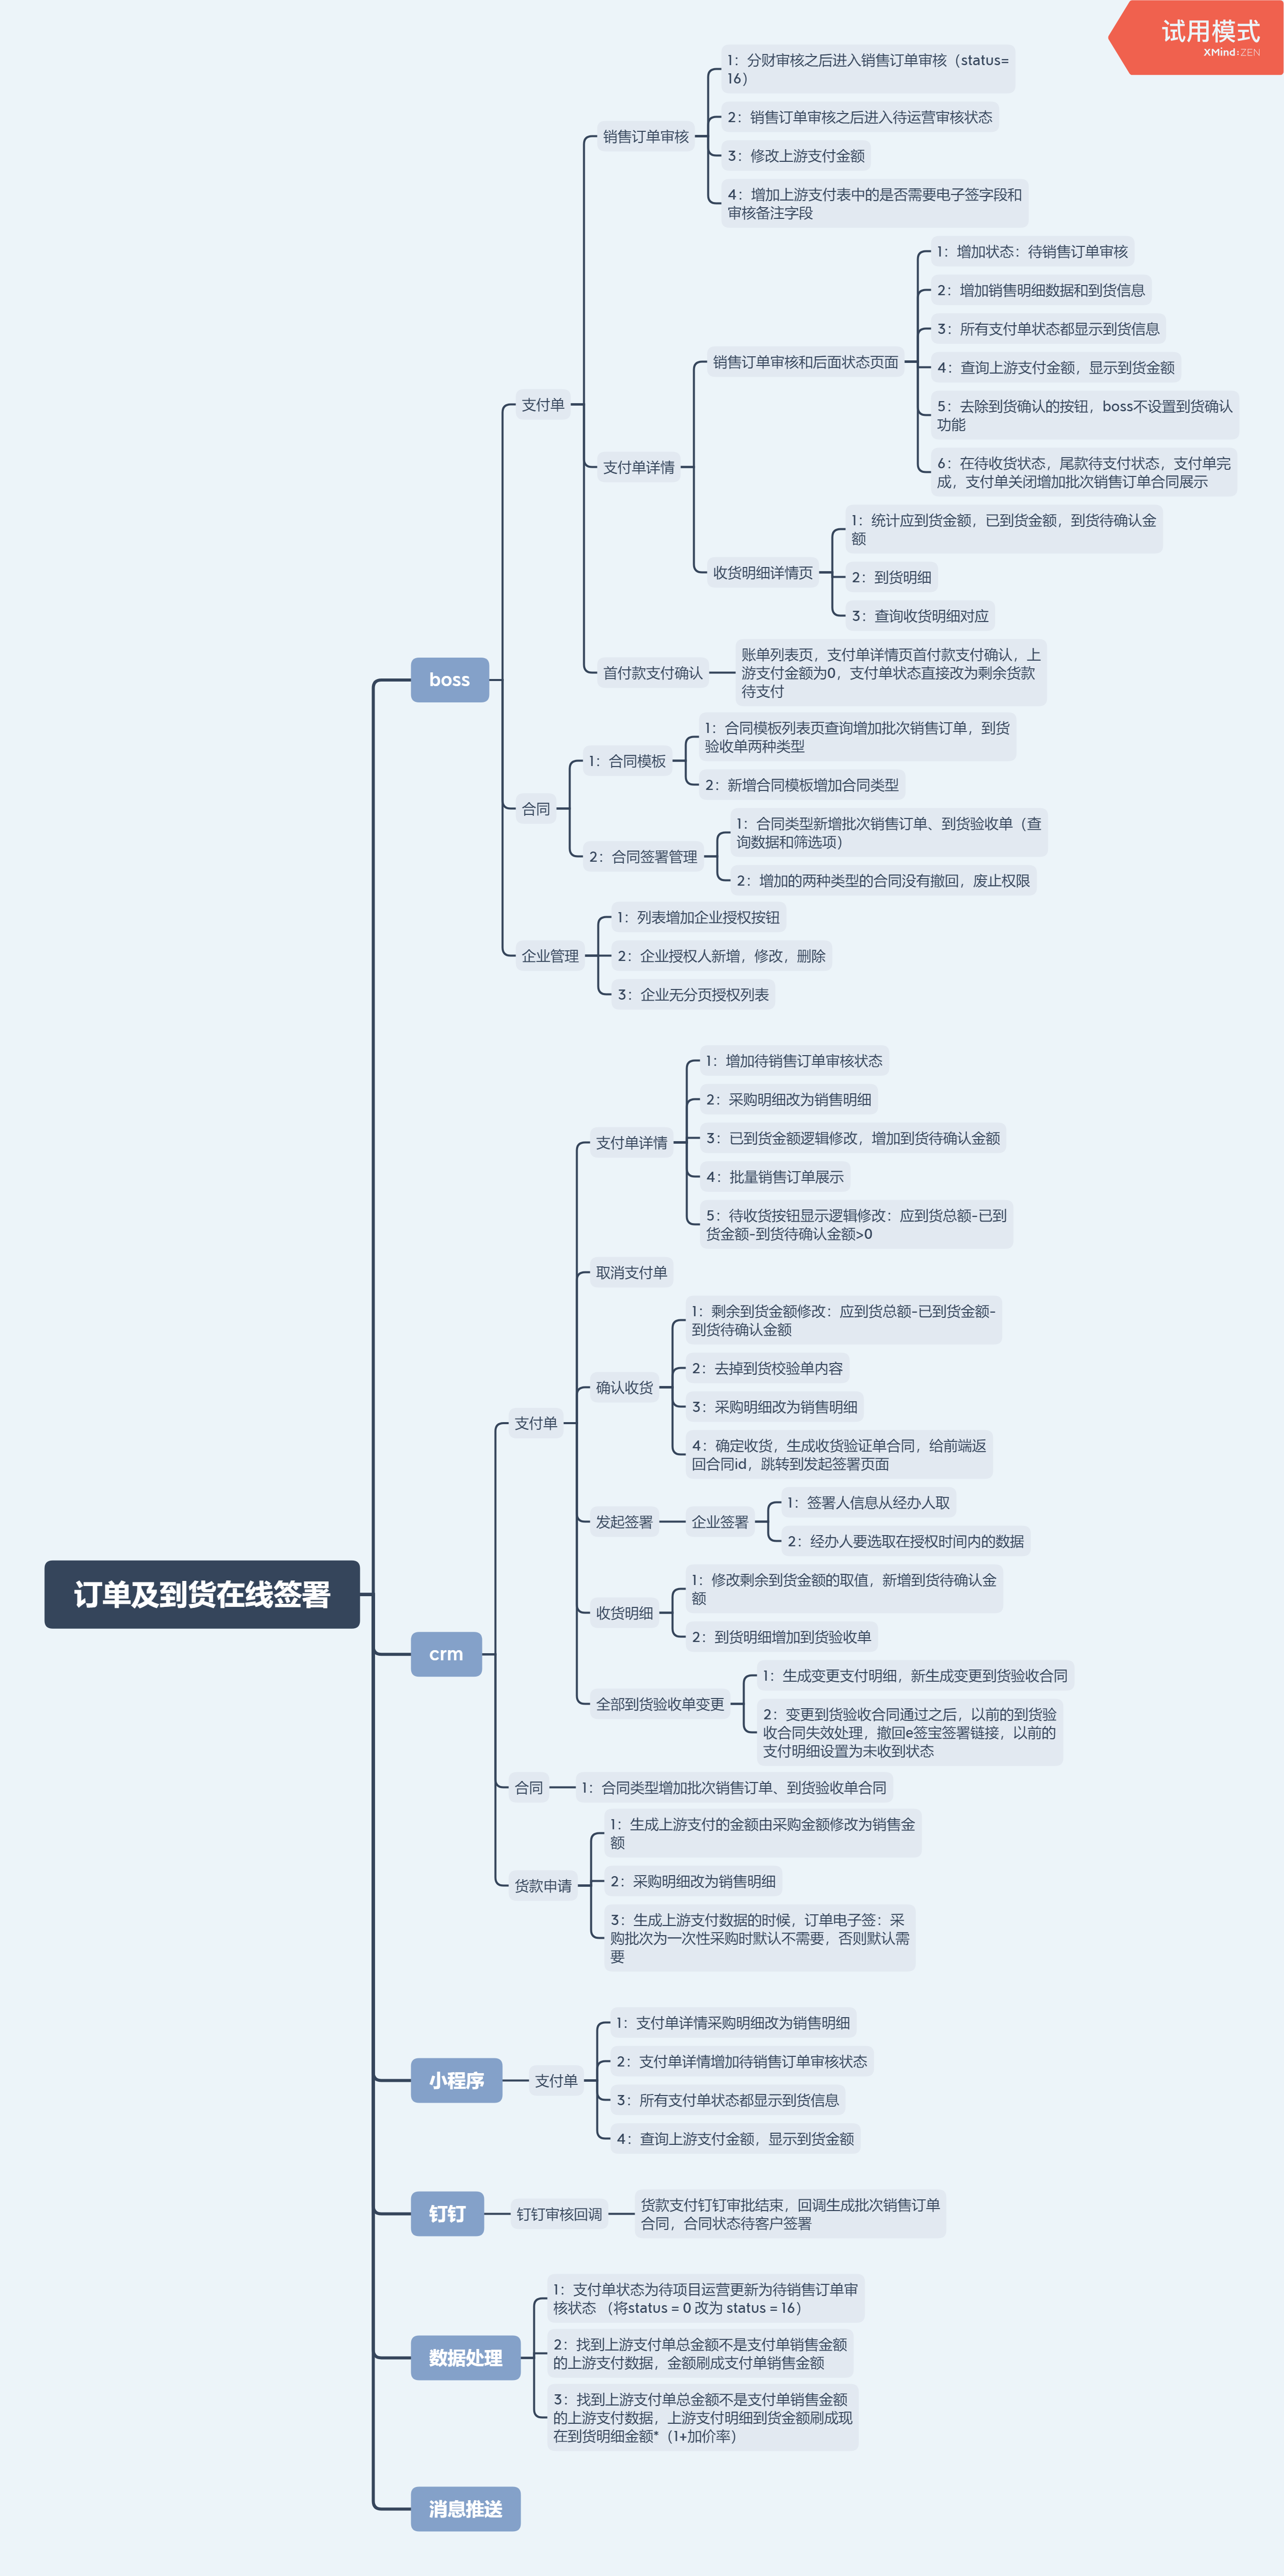 试用模式
XMind:ZEN
订单及到货在线签署
boss
支付单
销售订单审核
1：分财审核之后进入销售订单审核（status=
16）
2：销售订单审核之后进入待运营审核状态
3：修改上游支付金额
4：增加上游支付表中的是否需要电子签字段和
审核备注字段
支付单详情
销售订单审核和后面状态页面
1：增加状态：待销售订单审核
2：增加销售明细数据和到货信息
3：所有支付单状态都显示到货信息
4：查询上游支付金额，显示到货金额
5：去除到货确认的按钮，boss不设置到货确认
功能
6：在待收货状态，尾款待支付状态，支付单完
成，支付单关闭增加批次销售订单合同展示
收货明细详情页
1：统计应到货金额，已到货金额，到货待确认金
额
2：到货明细
3：查询收货明细对应
首付款支付确认
账单列表页，支付单详情页首付款支付确认，上
游支付金额为0，支付单状态直接改为剩余货款
待支付
合同
1：合同模板
1：合同模板列表页查询增加批次销售订单，到货
验收单两种类型
2：新增合同模板增加合同类型
2：合同签署管理
1：合同类型新增批次销售订单、到货验收单（查
询数据和筛选项）
2：增加的两种类型的合同没有撤回，废止权限
企业管理
1：列表增加企业授权按钮
2：企业授权人新增，修改，删除
3：企业无分页授权列表
crm
支付单
支付单详情
1：增加待销售订单审核状态
2：采购明细改为销售明细
3：已到货金额逻辑修改，增加到货待确认金额
4：批量销售订单展示
5：待收货按钮显示逻辑修改：应到货总额-已到
货金额-到货待确认金额>0
取消支付单
确认收货
1：剩余到货金额修改：应到货总额-已到货金额-
到货待确认金额
2：去掉到货校验单内容
3：采购明细改为销售明细
4：确定收货，生成收货验证单合同，给前端返
回合同id，跳转到发起签署页面
发起签署
企业签署
1：签署人信息从经办人取
2：经办人要选取在授权时间内的数据
收货明细
1：修改剩余到货金额的取值，新增到货待确认金
额
2：到货明细增加到货验收单
全部到货验收单变更
1：生成变更支付明细，新生成变更到货验收合同
2：变更到货验收合同通过之后，以前的到货验
收合同失效处理，撤回e签宝签署链接，以前的
支付明细设置为未收到状态
合同
1：合同类型增加批次销售订单、到货验收单合同
货款申请
1：生成上游支付的金额由采购金额修改为销售金
额
2：采购明细改为销售明细
3：生成上游支付数据的时候，订单电子签：采
购批次为一次性采购时默认不需要，否则默认需
要
小程序
支付单
1：支付单详情采购明细改为销售明细
2：支付单详情增加待销售订单审核状态
3：所有支付单状态都显示到货信息
4：查询上游支付金额，显示到货金额
钉钉
钉钉审核回调
货款支付钉钉审批结束，回调生成批次销售订单
合同，合同状态待客户签署
数据处理
1：支付单状态为待项目运营更新为待销售订单审
核状态 （将status = 0 改为 status = 16）
2：找到上游支付单总金额不是支付单销售金额
的上游支付数据，金额刷成支付单销售金额
3：找到上游支付单总金额不是支付单销售金额
的上游支付数据，上游支付明细到货金额刷成现
在到货明细金额*（1+加价率）
消息推送